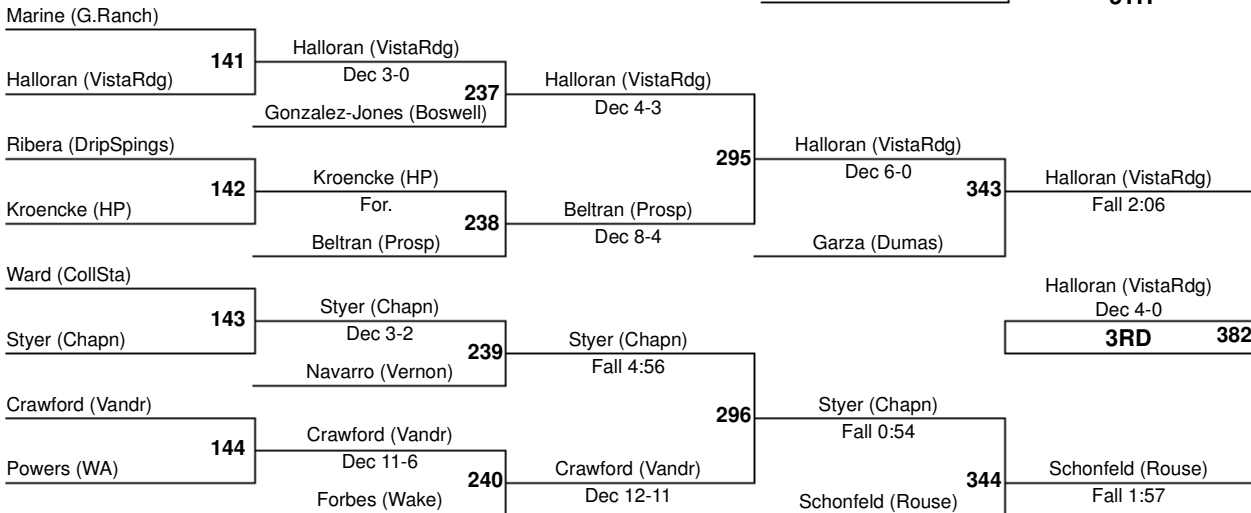 Marine (G.Ranch)
141
Halloran (VistaRdg)
Halloran (VistaRdg)
Dec 3-0
237
Gonzalez-Jones (Boswell)
Halloran (VistaRdg)
Dec 4-3
Ribera (DripSpings)
142
Kroencke (HP)
Kroencke (HP)
For.
238
Beltran (Prosp)
Beltran (Prosp)
Dec 8-4
295
Halloran (VistaRdg)
Dec 6-0
343
Garza (Dumas)
Halloran (VistaRdg)
Fall 2:06
Ward (CollSta)
143
Styer (Chapn)
Styer (Chapn)
Dec 3-2
239
Navarro (Vernon)
Styer (Chapn)
Fall 4:56
Halloran (VistaRdg)
Dec 4-0
3RD 382
Crawford (Vandr)
144
Powers (WA)
Crawford (Vandr)
Dec 11-6
240
Forbes (Wake)
Crawford (Vandr)
Dec 12-11
296
Styer (Chapn)
Fall 0:54
344
Schonfeld (Rouse)
Schonfeld (Rouse)
Fall 1:57